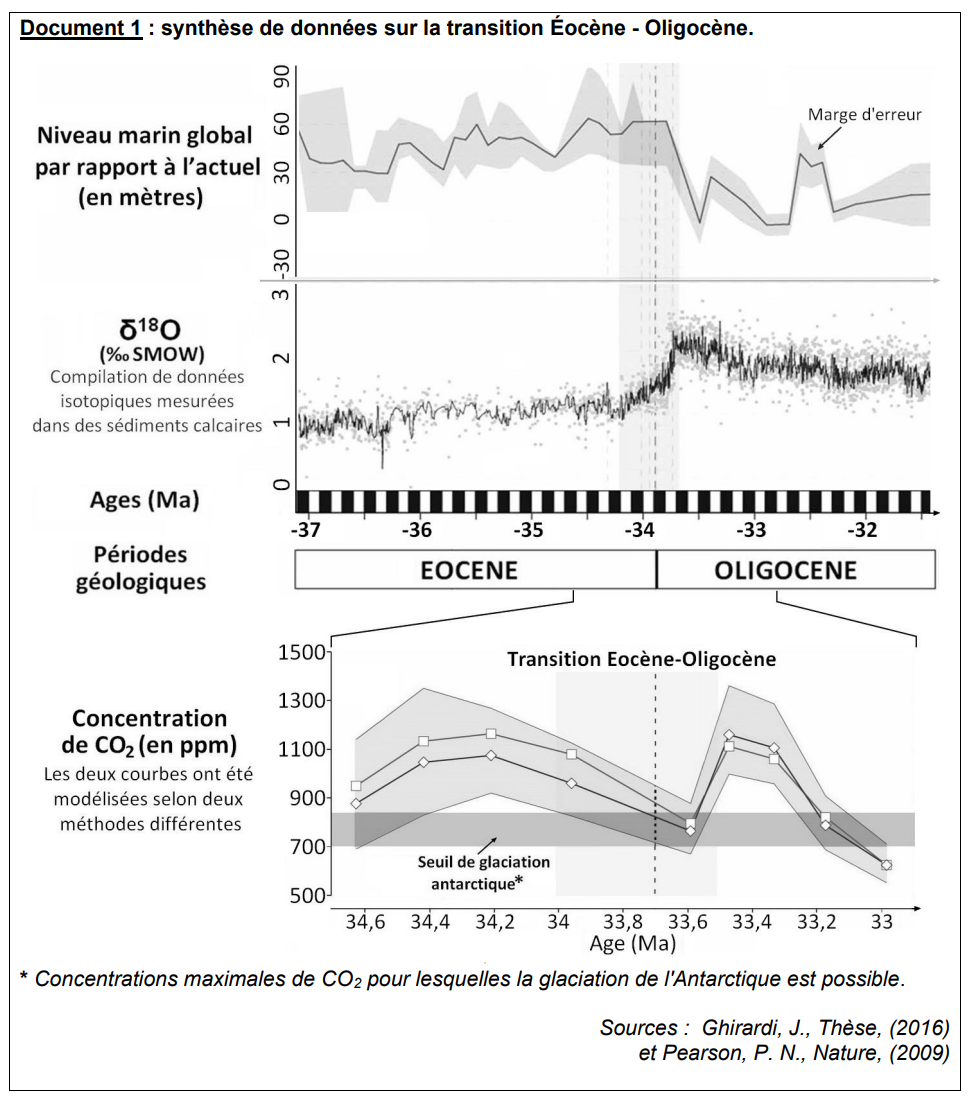 Document 1 : synthèse de données sur la transition Éocène - Oligocène.
Niveau marin global
par rapport à l'actuel
(en mètres)
90
60
30
0
-30
Marge d'erreur
δ¹⁸O
(‰ SMOW)
Compilation de données
isotopiques mesurées
dans des sédiments calcaires
3
2
1
0
Ages (Ma)
-37
-36
-35
-34
-33
-32
Périodes
géologiques
EOCENE
OLIGOCENE
Concentration
de CO₂ (en ppm)
Les deux courbes ont été
modélisées selon deux
méthodes différentes
1500
1300
1100
900
700
500
Transition Eocène-Oligocène
Seuil de glaciation
antarctique*
34,6
34,4
34,2
34
33,8
33,6
33,4
33,2
33
Age (Ma)
* Concentrations maximales de CO₂ pour lesquelles la glaciation de l'Antarctique est possible.
Sources : Ghirardi, J., Thèse, (2016)
et Pearson, P. N., Nature, (2009)